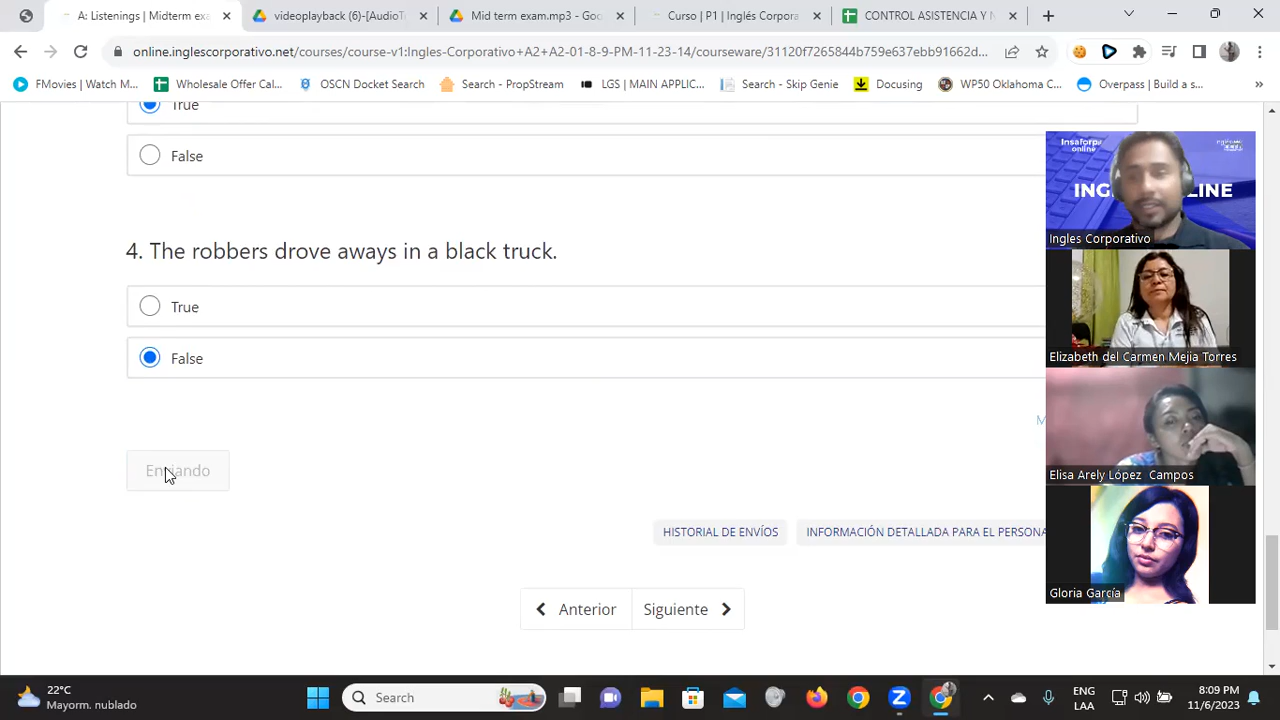 A: Listenings | Midterm exa
videoplayback (6)-[AudioT
Mid term exam.mp3 - Goo
Curso | P1 | Inglés Corpora
CONTROL ASISTENCIA Y N
online.inglescorporativo.net/courses/course-v1:Ingles-Corporativo+A2+A2-01-8-9-PM-11-23-14/courseware/31120f7265844b759e637ebb91662d...
FMovies | Watch M...
Wholesale Offer Cal...
OSCN Docket Search
Search - PropStream
LGS | MAIN APPLIC...
Search - Skip Genie
Docusing
WP50 Oklahoma C...
Overpass | Build a s...
True
False
4. The robbers drove aways in a black truck.
True
False
M
Enviando
HISTORIAL DE ENVÍOS
INFORMACIÓN DETALLADA PARA EL PERSONA
Anterior
Siguiente
Insaforp
online
ING LINE
Ingles Corporativo
Elizabeth del Carmen Mejia Torres
Elisa Arely López Campos
Gloria García
22°C
Mayorm. nublado
Search
ENG
LAA
8:09 PM
11/6/2023